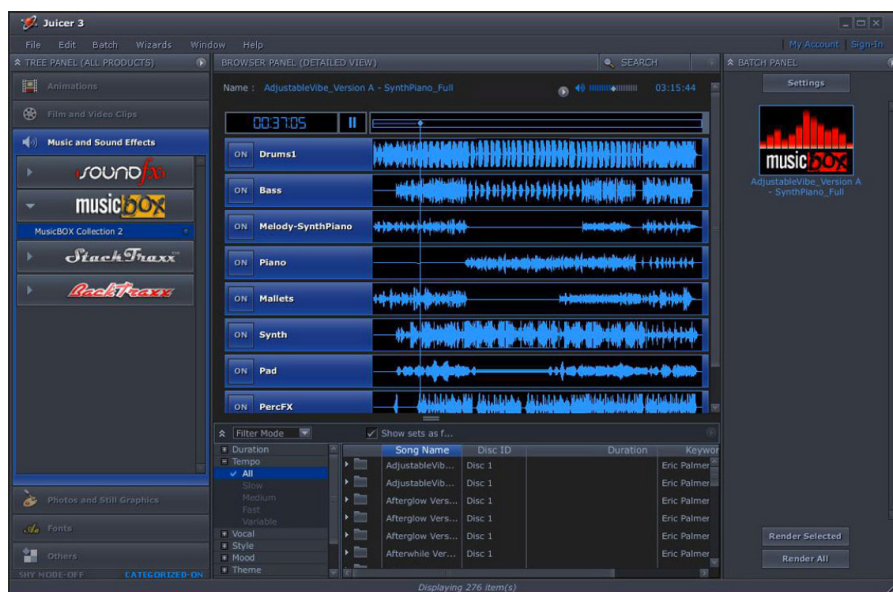 Juicer 3
File Edit Batch Wizards Window Help
My Account Sign-In
TREE PANEL (ALL PRODUCTS)
BROWSER PANEL (DETAILED VIEW)
SEARCH
BATCH PANEL
Animations
Film and Video Clips
Music and Sound Effects
soundfx
musicbox
MusicBOX Collection 2
StackTraxx
BackTraxx
Photos and Still Graphics
Fonts
Others
SHY MODE-OFF CATEGORIZED-ON
Name : AdjustableVibe_Version A - SynthPiano_Full
03:15:44
00:37:05
ON Drums1
ON Bass
ON Melody-SynthPiano
ON Piano
ON Mallets
ON Synth
ON Pad
ON PercFX
Filter Mode
Show sets as f...
Duration
Tempo
All
Slow
Medium
Fast
Variable
Vocal
Style
Mood
Theme
Song Name Disc ID Duration Keywor
AdjustableVib... Disc 1 Eric Palmer
AdjustableVib... Disc 1 Eric Palmer
Afterglow Vers... Disc 1 Eric Palmer
Afterglow Vers... Disc 1 Eric Palmer
Afterglow Vers... Disc 1 Eric Palmer
Afterwhile Ver... Disc 1 Eric Palmer
Displaying 276 item(s)
Settings
musicbox
AdjustableVibe_Version A
- SynthPiano_Full
Render Selected
Render All